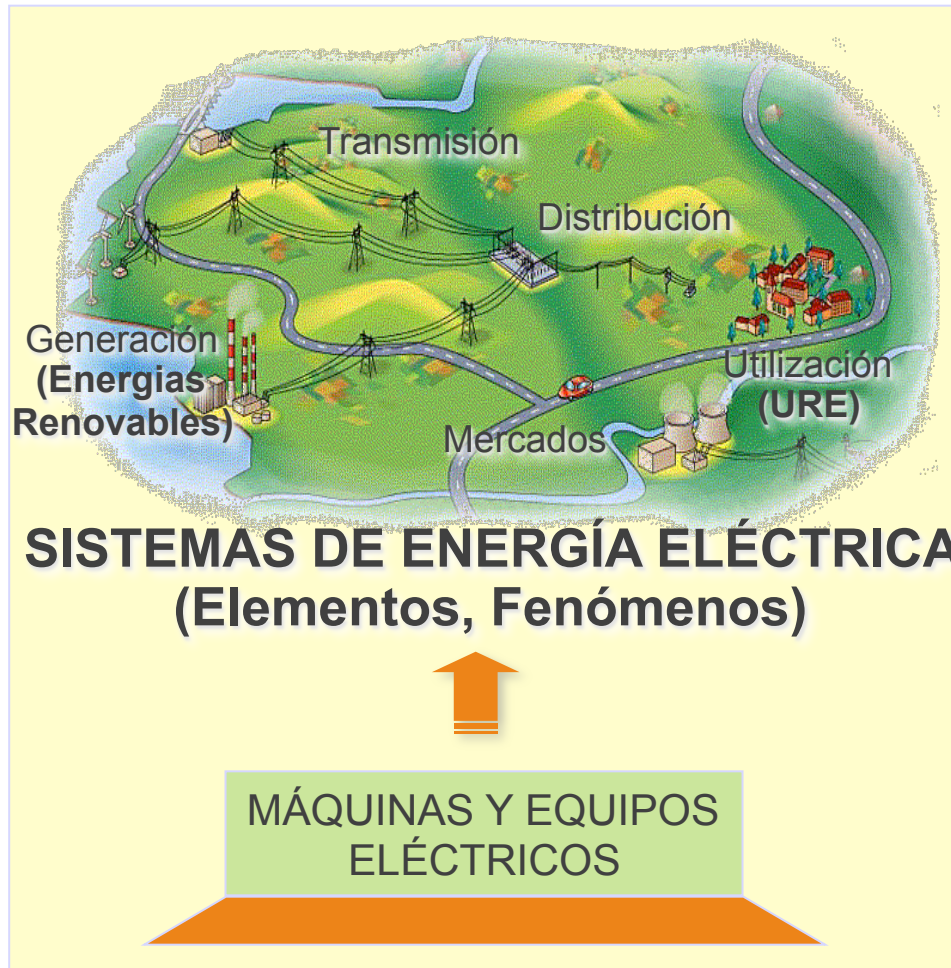 Transmisión
Distribución
Generación
(Energias
Renovables)
Utilización
(URE)
Mercados
SISTEMAS DE ENERGÍA ELÉCTRICA
(Elementos, Fenómenos)
MÁQUINAS Y EQUIPOS
ELÉCTRICOS